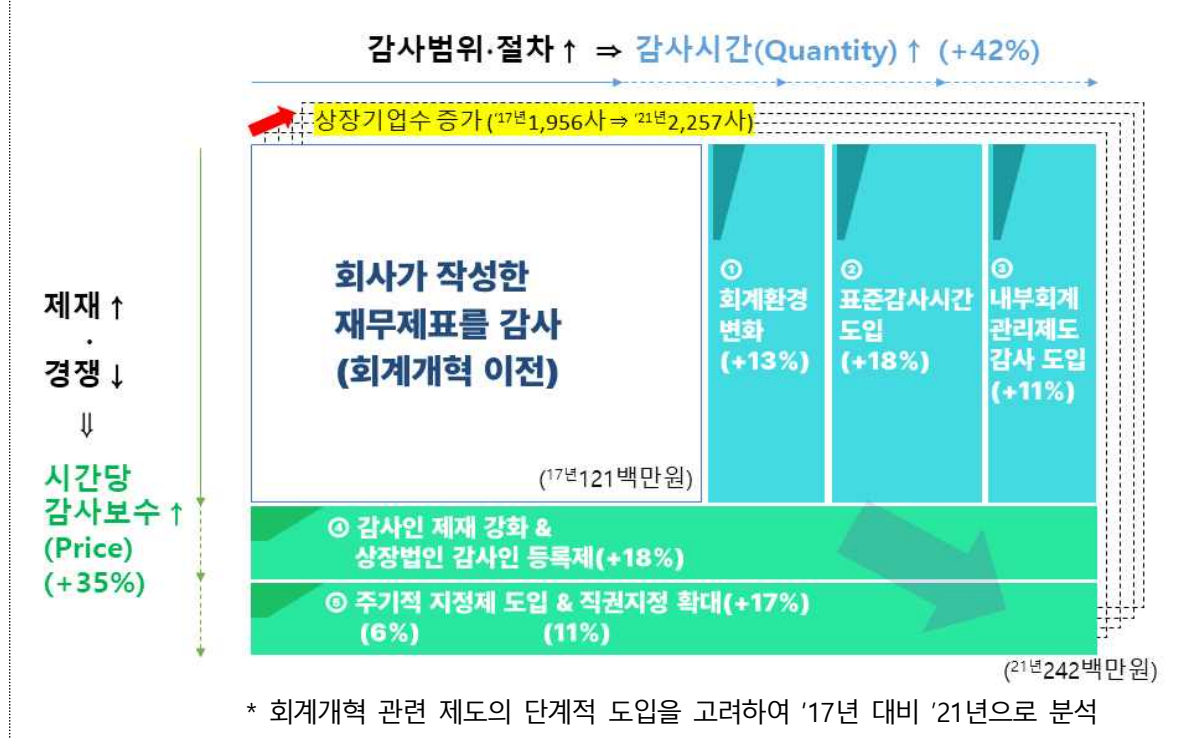 감사범위·절차↑ ⇒ 감사시간(Quantity)↑ (+42%)
상장기업수 증가('17년1,956사⇒ '21년2,257사)
제재↑
·
경쟁↓
⇓
시간당
감사보수↑
(Price)
(+35%)
회사가 작성한
재무제표를 감사
(회계개혁 이전)
(17년121백만원)
①
회계환경
변화
(+13%)
②
표준감사시간
도입
(+18%)
③
내부회계
관리제도
감사 도입
(+11%)
④ 감사인 제재 강화 &
상장법인 감사인 등록제(+18%)
⑤ 주기적 지정제 도입 & 직권지정 확대(+17%)
(6%) (11%)
(21년242백만원)
* 회계개혁 관련 제도의 단계적 도입을 고려하여 '17년 대비 '21년으로 분석